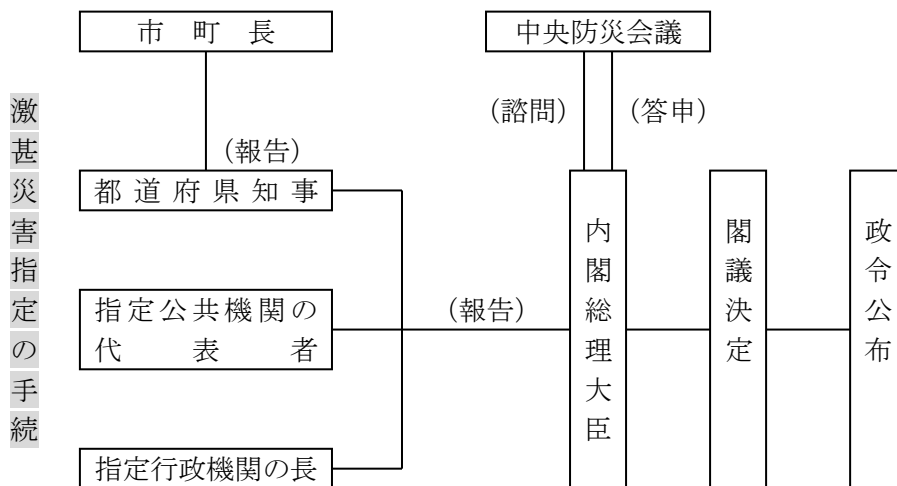 激甚災害指定の手続
市町長
中央防災会議
(諮問)
(答申)
(報告)
都道府県知事
指定公共機関の
代表者
(報告)
指定行政機関の長
内閣総理大臣
閣議決定
政令公布